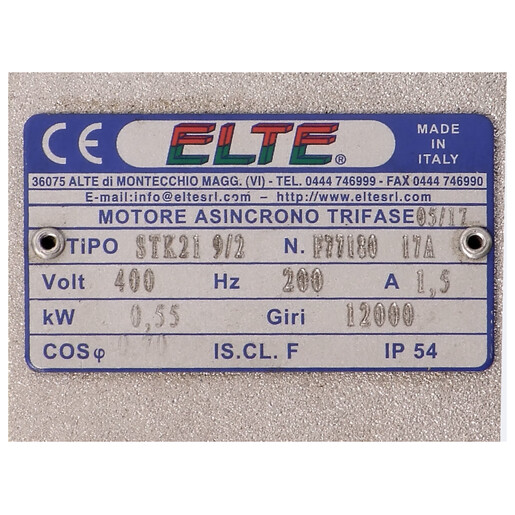 CE ELTE ® MADE IN ITALY
36075 ALTE di MONTECCHIO MAGG. (VI) - TEL. 0444 746999 - FAX 0444 746990
E-mail:info@eltesrl.com - http://www.eltesrl.com
MOTORE ASINCRONO TRIFASE 05/17
TiPO STK21 9/2 N. F77180 17A
Volt 400 Hz 200 A 1,5
kW 0,55 Giri 12000
COSφ IS.CL. F IP 54